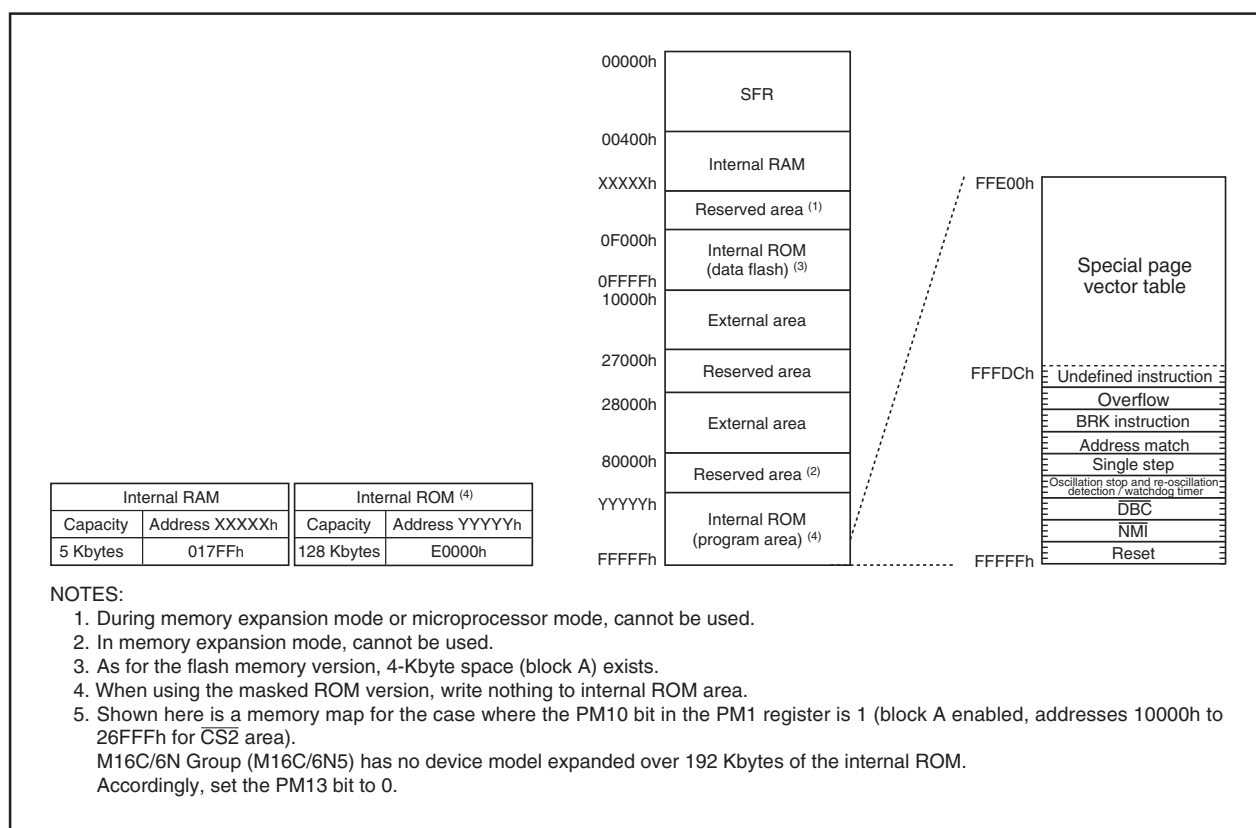 00000h
SFR
00400h
Internal RAM
XXXXXh
Reserved area (1)
0F000h
Internal ROM
(data flash) (3)
0FFFFh
10000h
External area
27000h
Reserved area
28000h
External area
80000h
Reserved area (2)
YYYYYh
Internal ROM
(program area) (4)
FFFFFh
FFE00h
Special page
vector table
FFFDCh
Undefined instruction
Overflow
BRK instruction
Address match
Single step
Oscillation stop and re-oscillation
detection / watchdog timer
DBC
NMI
Reset
FFFFFh
Internal RAM
Capacity Address XXXXXh
5 Kbytes 017FFh
Internal ROM (4)
Capacity Address YYYYYh
128 Kbytes E0000h
NOTES:
1. During memory expansion mode or microprocessor mode, cannot be used.
2. In memory expansion mode, cannot be used.
3. As for the flash memory version, 4-Kbyte space (block A) exists.
4. When using the masked ROM version, write nothing to internal ROM area.
5. Shown here is a memory map for the case where the PM10 bit in the PM1 register is 1 (block A enabled, addresses 10000h to
26FFFh for CS2 area).
M16C/6N Group (M16C/6N5) has no device model expanded over 192 Kbytes of the internal ROM.
Accordingly, set the PM13 bit to 0.